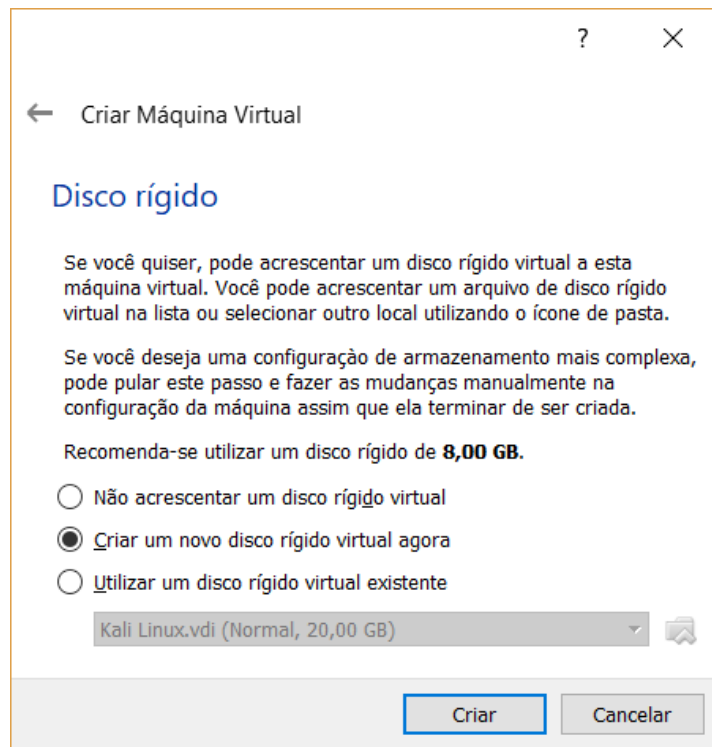 ?
Criar Máquina Virtual
Disco rígido
Se você quiser, pode acrescentar um disco rígido virtual a esta
máquina virtual. Você pode acrescentar um arquivo de disco rígido
virtual na lista ou selecionar outro local utilizando o ícone de pasta.
Se você deseja uma configuraçào de armazenamento mais complexa,
pode pular este passo e fazer as mudanças manualmente na
configuração da máquina assim que ela terminar de ser criada.
Recomenda-se utilizar um disco rígido de 8,00 GB.
Não acrescentar um disco rígido virtual
Criar um novo disco rígido virtual agora
Utilizar um disco rígido virtual existente
Kali Linux.vdi (Normal, 20,00 GB)
Criar Cancelar